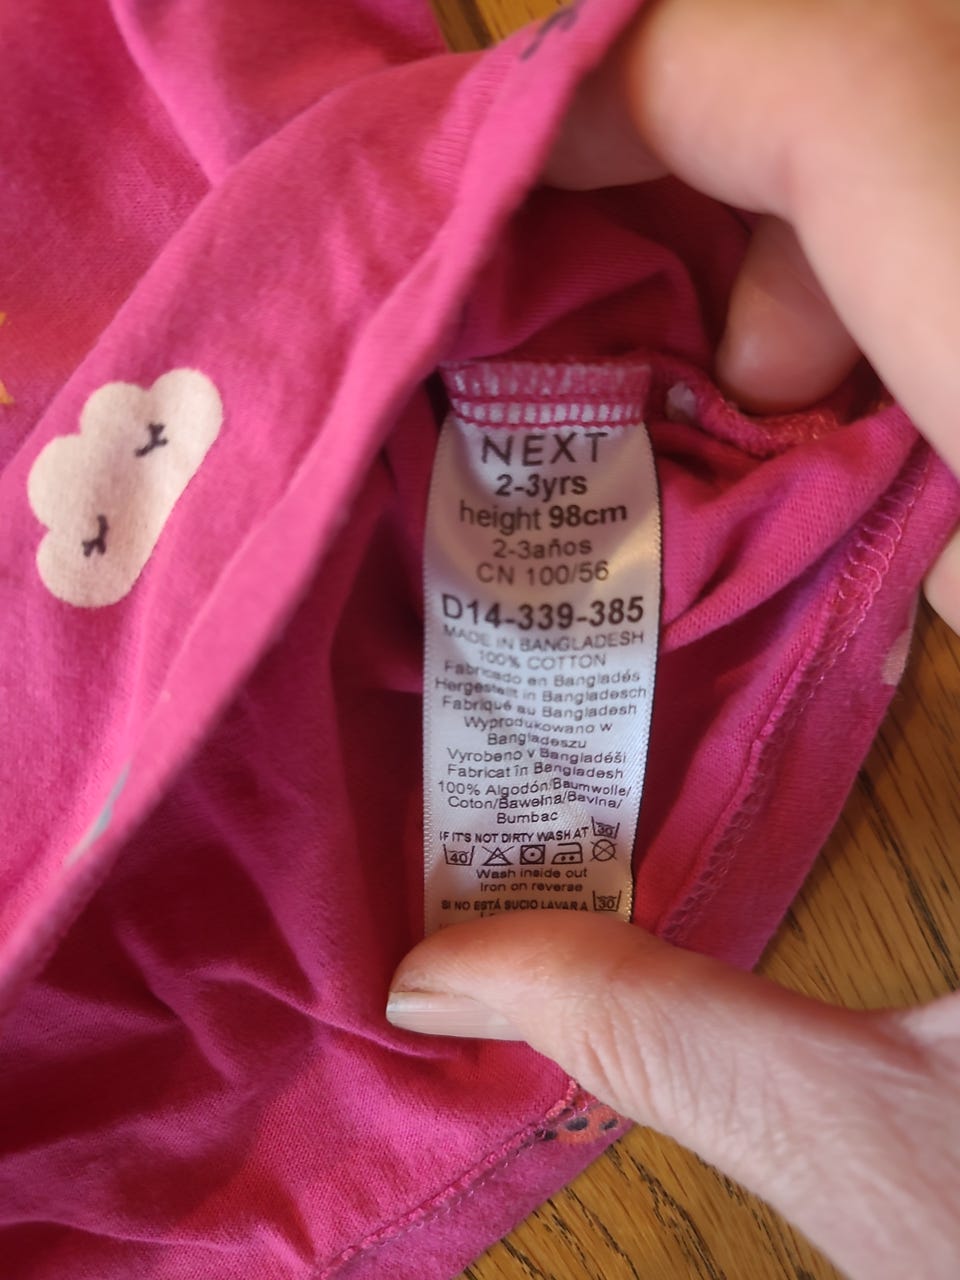 NEXT
2-3yrs
height 98cm
2-3años
CN 100/56
D14-339-385
MADE IN BANGLADESH
100% COTTON
Fabricado en Bangladés
Hergestellt in Bangladesch
Fabriqué au Bangladesh
Wyprodukowano w
Bangladeszu
Vyrobeno v Bangladéši
Fabricat în Bangladesh
100% Algodón/Baumwolle/
Coton/Bawełna/Bavlna/
Bumbac
IF IT'S NOT DIRTY WASH AT 30
40
Wash inside out
Iron on reverse
SI NO ESTÁ SUCIO LAVAR A 30